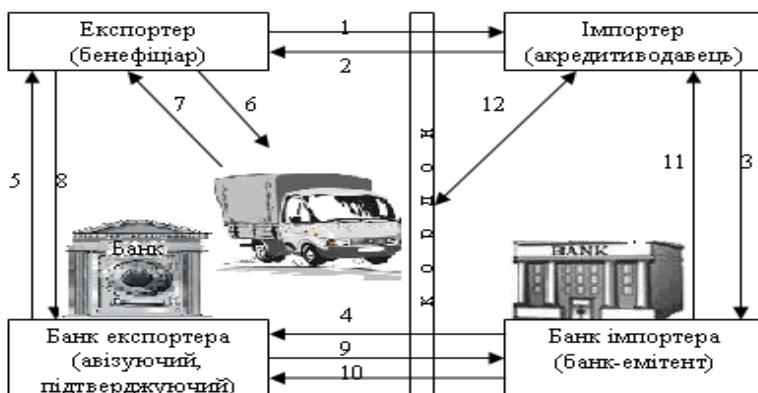 Експортер
(бенефіціар)
1
2
Імпортер
(акредитиводавець)
7
6
12
5
8
11
3
К О Р Д О Н
Банк
BANK
Банк експортера
(авізуючий,
підтверджуючий)
4
9
10
Банк імпортера
(банк-емітент)